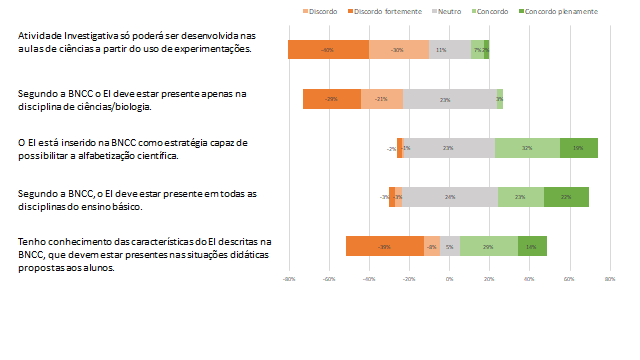 Discordo Discordo fortemente Neutro Concordo Concordo plenamente
Atividade Investigativa só poderá ser desenvolvida nas
aulas de ciências a partir do uso de experimentações.
-40% -30% 11% 7% 3%
Segundo a BNCC o EI deve estar presente apenas na
disciplina de ciências/biologia.
-29% -21% 23% 3%
O EI está inserido na BNCC como estratégia capaz de
possibilitar a alfabetização científica.
-2% -1% 23% 32% 19%
Segundo a BNCC, o EI deve estar presente em todas as
disciplinas do ensino básico.
-3% -3% 24% 23% 22%
Tenho conhecimento das características do EI descritas na
BNCC, que devem estar presentes nas situações didáticas
propostas aos alunos.
-39% -8% 5% 29% 14%
-80% -60% -40% -20% 0% 20% 40% 60% 80%